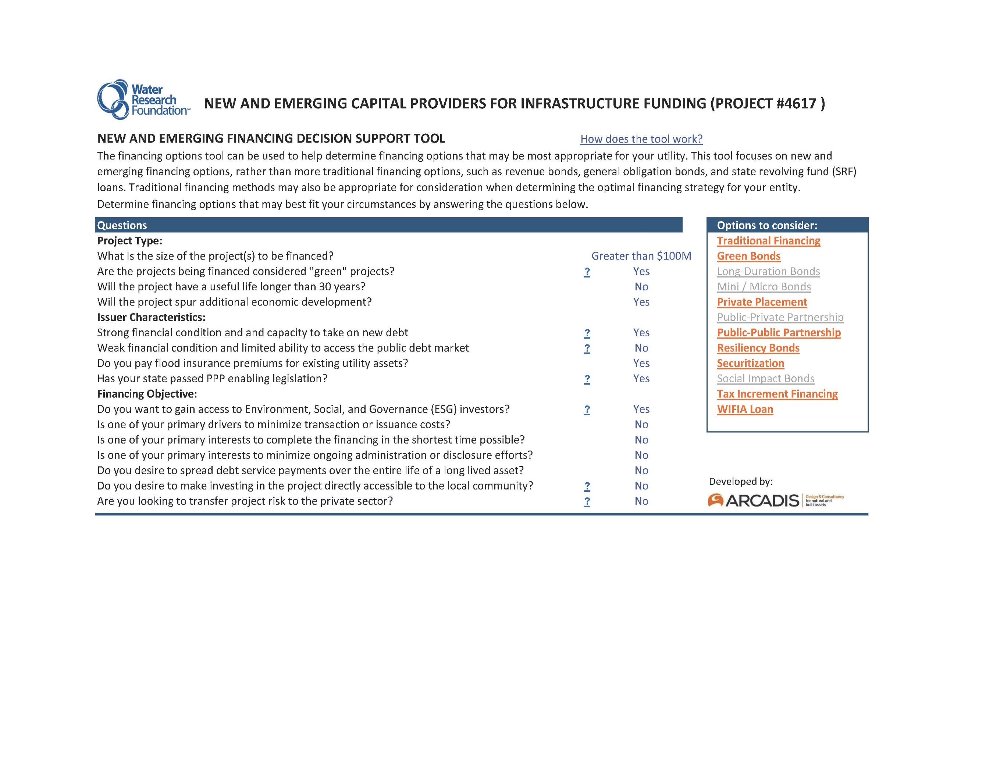 Water
Research
Foundation℠
NEW AND EMERGING CAPITAL PROVIDERS FOR INFRASTRUCTURE FUNDING (PROJECT #4617 )
NEW AND EMERGING FINANCING DECISION SUPPORT TOOL
How does the tool work?
The financing options tool can be used to help determine financing options that may be most appropriate for your utility. This tool focuses on new and
emerging financing options, rather than more traditional financing options, such as revenue bonds, general obligation bonds, and state revolving fund (SRF)
loans. Traditional financing methods may also be appropriate for consideration when determining the optimal financing strategy for your entity.
Determine financing options that may best fit your circumstances by answering the questions below.
Questions
Project Type:
What Is the size of the project(s) to be financed? Greater than $100M
Are the projects being financed considered "green" projects? ? Yes
Will the project have a useful life longer than 30 years? No
Will the project spur additional economic development? Yes
Issuer Characteristics:
Strong financial condition and and capacity to take on new debt ? Yes
Weak financial condition and limited ability to access the public debt market ? No
Do you pay flood insurance premiums for existing utility assets? Yes
Has your state passed PPP enabling legislation? ? Yes
Financing Objective:
Do you want to gain access to Environment, Social, and Governance (ESG) investors? ? Yes
Is one of your primary drivers to minimize transaction or issuance costs? No
Is one of your primary interests to complete the financing in the shortest time possible? No
Is one of your primary interests to minimize ongoing administration or disclosure efforts? No
Do you desire to spread debt service payments over the entire life of a long lived asset? No
Do you desire to make investing in the project directly accessible to the local community? ? No
Are you looking to transfer project risk to the private sector? ? No
Options to consider:
Traditional Financing
Green Bonds
Long-Duration Bonds
Mini / Micro Bonds
Private Placement
Public-Private Partnership
Public-Public Partnership
Resiliency Bonds
Securitization
Social Impact Bonds
Tax Increment Financing
WIFIA Loan
Developed by:
ARCADIS
Design & Consultancy
for natural and
built assets